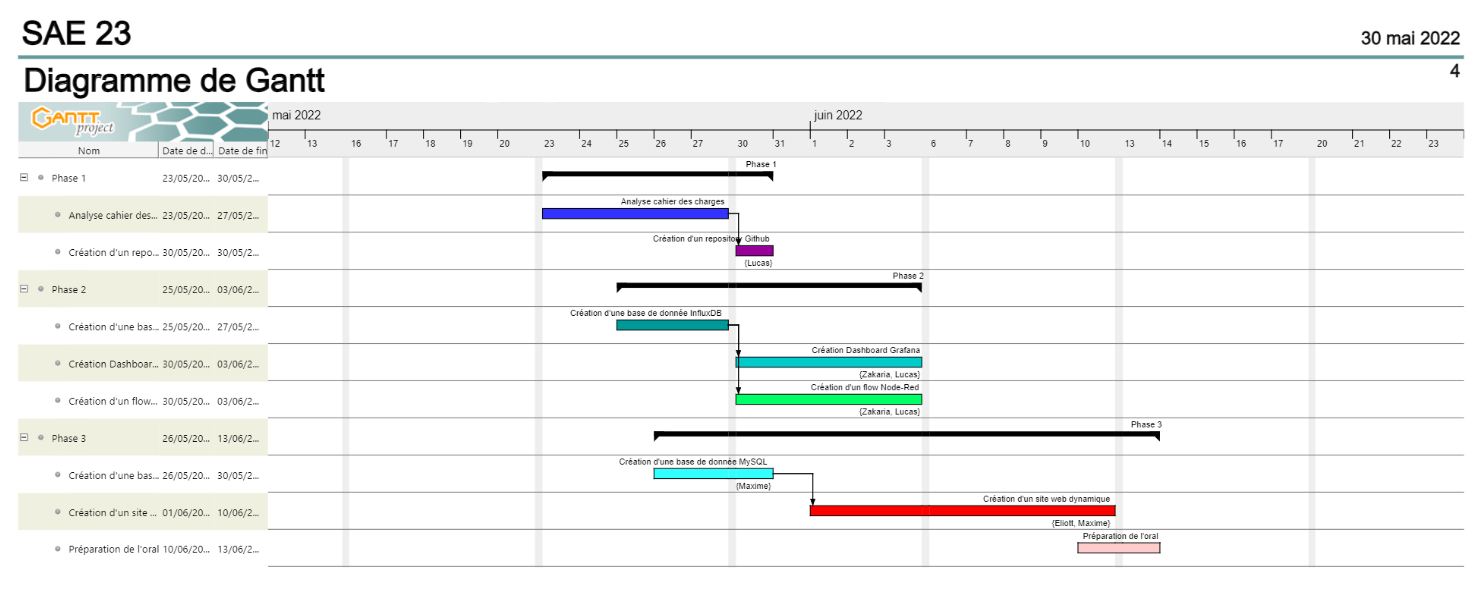 SAE 23
30 mai 2022
Diagramme de Gantt
4
GANTT project
mai 2022 juin 2022
Nom Date de d... Date de fin
12 13 16 17 18 19 20 23 24 25 26 27 30 31 1 2 3 6 7 8 9 10 13 14 15 16 17 20 21 22 23
Phase 1
Phase 1 23/05/20... 30/05/2...
Analyse cahier des charges
Analyse cahier des... 23/05/20... 27/05/2...
Création d'un repository Github
Création d'un repo... 30/05/20... 30/05/2...
{Lucas}
Phase 2
Phase 2 25/05/20... 03/06/2...
Création d'une base de donnée InfluxDB
Création d'une bas... 25/05/20... 27/05/2...
Création Dashboard Grafana
Création Dashboar... 30/05/20... 03/06/2...
{Zakaria, Lucas}
Création d'un flow Node-Red
Création d'un flow... 30/05/20... 03/06/2...
{Zakaria, Lucas}
Phase 3
Phase 3 26/05/20... 13/06/2...
Création d'une base de donnée MySQL
Création d'une bas... 26/05/20... 30/05/2...
{Maxime}
Création d'un site web dynamique
Création d'un site ... 01/06/20... 10/06/2...
{Eliott, Maxime}
Préparation de l'oral
Préparation de l'oral 10/06/20... 13/06/2...